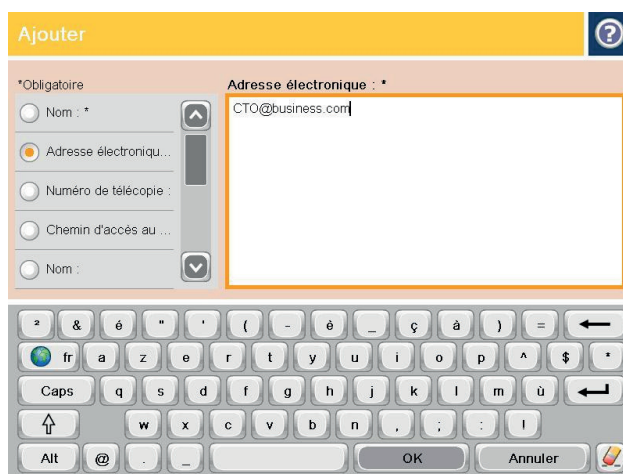 Ajouter
*Obligatoire
Adresse électronique : *
Nom : *
CTO@business.com
Adresse électroniqu...
Numéro de télécopie :
Chemin d'accès au ...
Nom :
² & é " ' ( - è _ ç à ) =
fr a z e r t y u i o p ^ $ *
Caps q s d f g h j k l m ù
w x c v b n , ; : !
Alt @ . _ OK Annuler